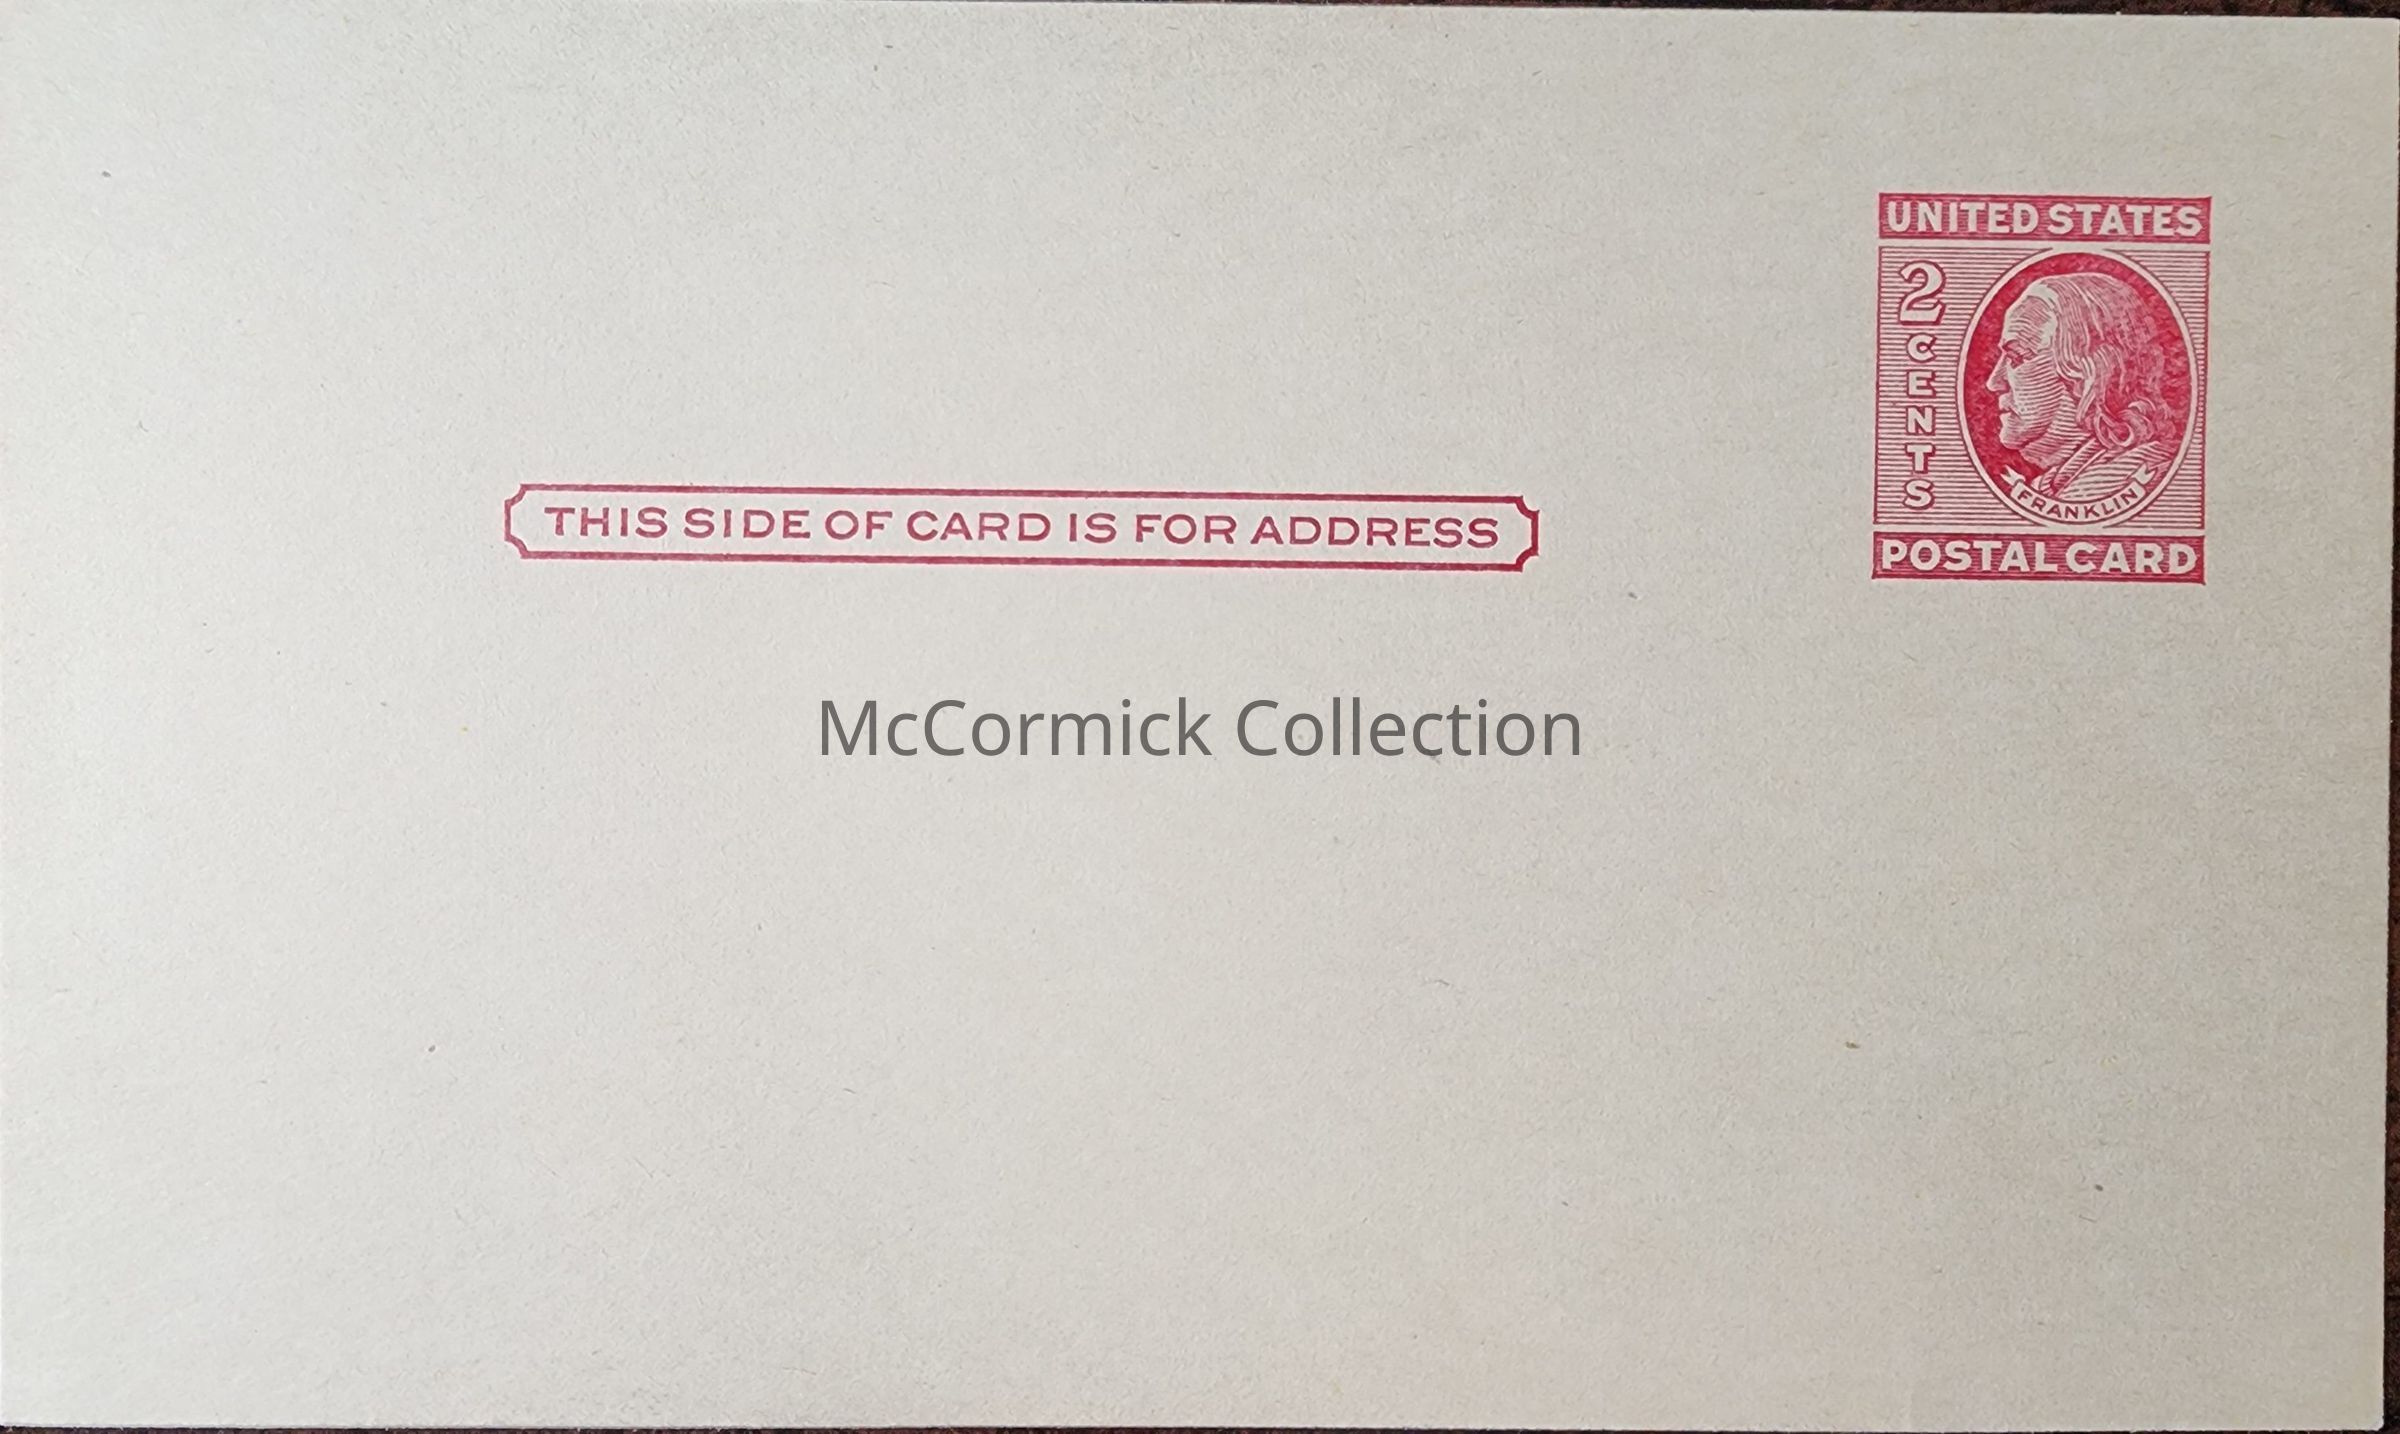 UNITED STATES
2 CENTS
FRANKLIN
POSTAL CARD
THIS SIDE OF CARD IS FOR ADDRESS
McCormick Collection